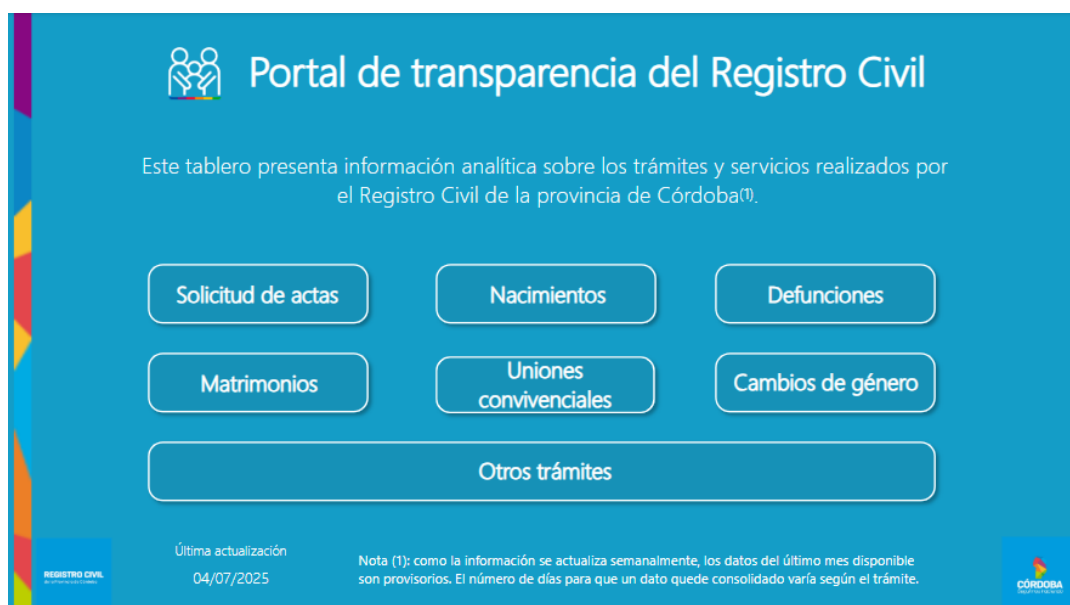 Portal de transparencia del Registro Civil
Este tablero presenta información analítica sobre los trámites y servicios realizados por
el Registro Civil de la provincia de Córdoba(1).
Solicitud de actas
Nacimientos
Defunciones
Matrimonios
Uniones
convivenciales
Cambios de género
Otros trámites
Última actualización
04/07/2025
Nota (1): como la información se actualiza semanalmente, los datos del último mes disponible
son provisorios. El número de días para que un dato quede consolidado varía según el trámite.
REGISTRO CIVIL
CÓRDOBA